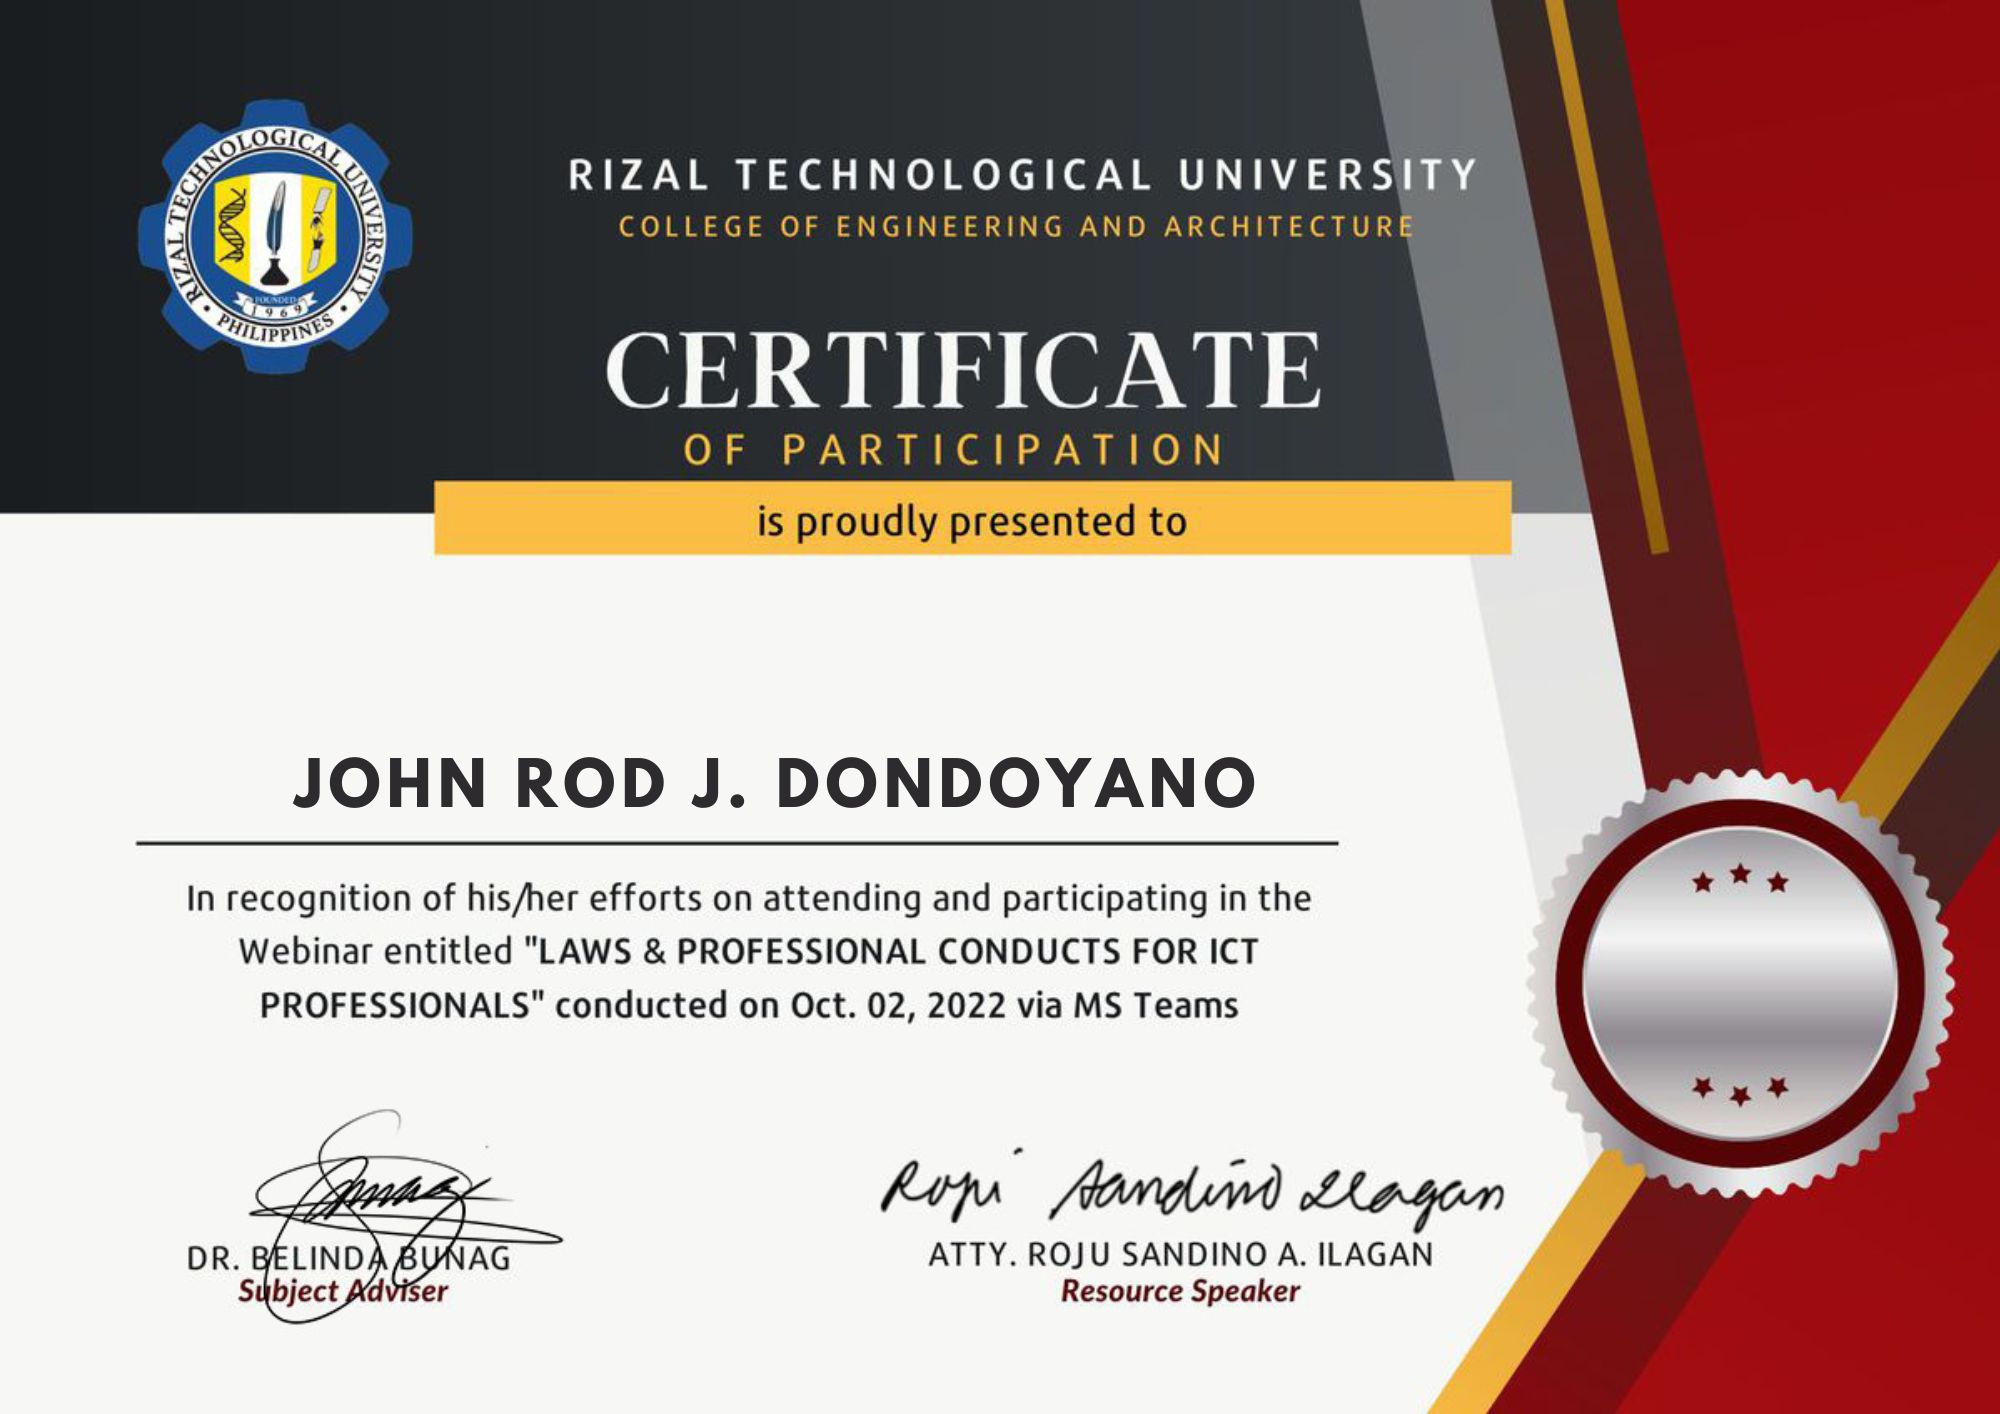 RIZAL TECHNOLOGICAL UNIVERSITY
PHILIPPINES
FOUNDED
1969
RIZAL TECHNOLOGICAL UNIVERSITY
COLLEGE OF ENGINEERING AND ARCHITECTURE
CERTIFICATE
OF PARTICIPATION
is proudly presented to
JOHN ROD J. DONDOYANO
In recognition of his/her efforts on attending and participating in the
Webinar entitled "LAWS & PROFESSIONAL CONDUCTS FOR ICT
PROFESSIONALS" conducted on Oct. 02, 2022 via MS Teams
Roju Sandino Ilagan
DR. BELINDA BUNAG
Subject Adviser
ATTY. ROJU SANDINO A. ILAGAN
Resource Speaker